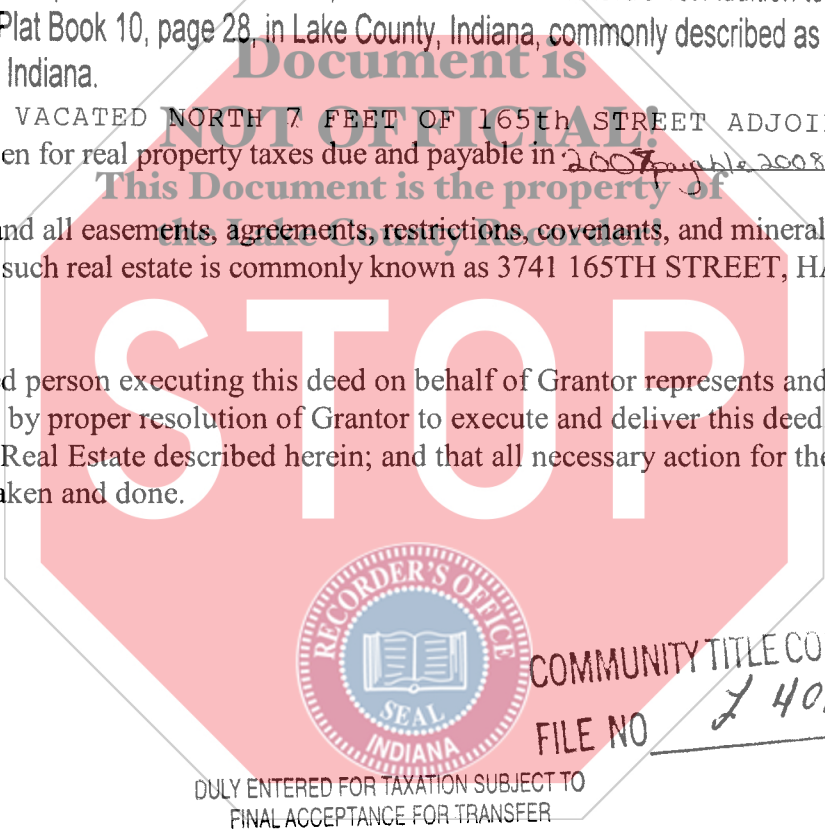 Plat Book 10, page 28, in Lake County, Indiana, commonly described as
Document is
Indiana.
NOT OFFICIAL!
VACATED NORTH 7 FEET OF 165th STREET ADJOI
en for real property taxes due and payable in 2007 payable 2008
This Document is the property of
the Lake County Recorder!
and all easements, agreements, restrictions, covenants, and mineral
such real estate is commonly known as 3741 165TH STREET, HA
STOP
d person executing this deed on behalf of Grantor represents and
by proper resolution of Grantor to execute and deliver this deed
Real Estate described herein; and that all necessary action for the
aken and done.
RECORDER'S OFFICE
SEAL
INDIANA
COMMUNITY TITLE CO
FILE NO 40
DULY ENTERED FOR TAXATION SUBJECT TO
FINAL ACCEPTANCE FOR TRANSFER